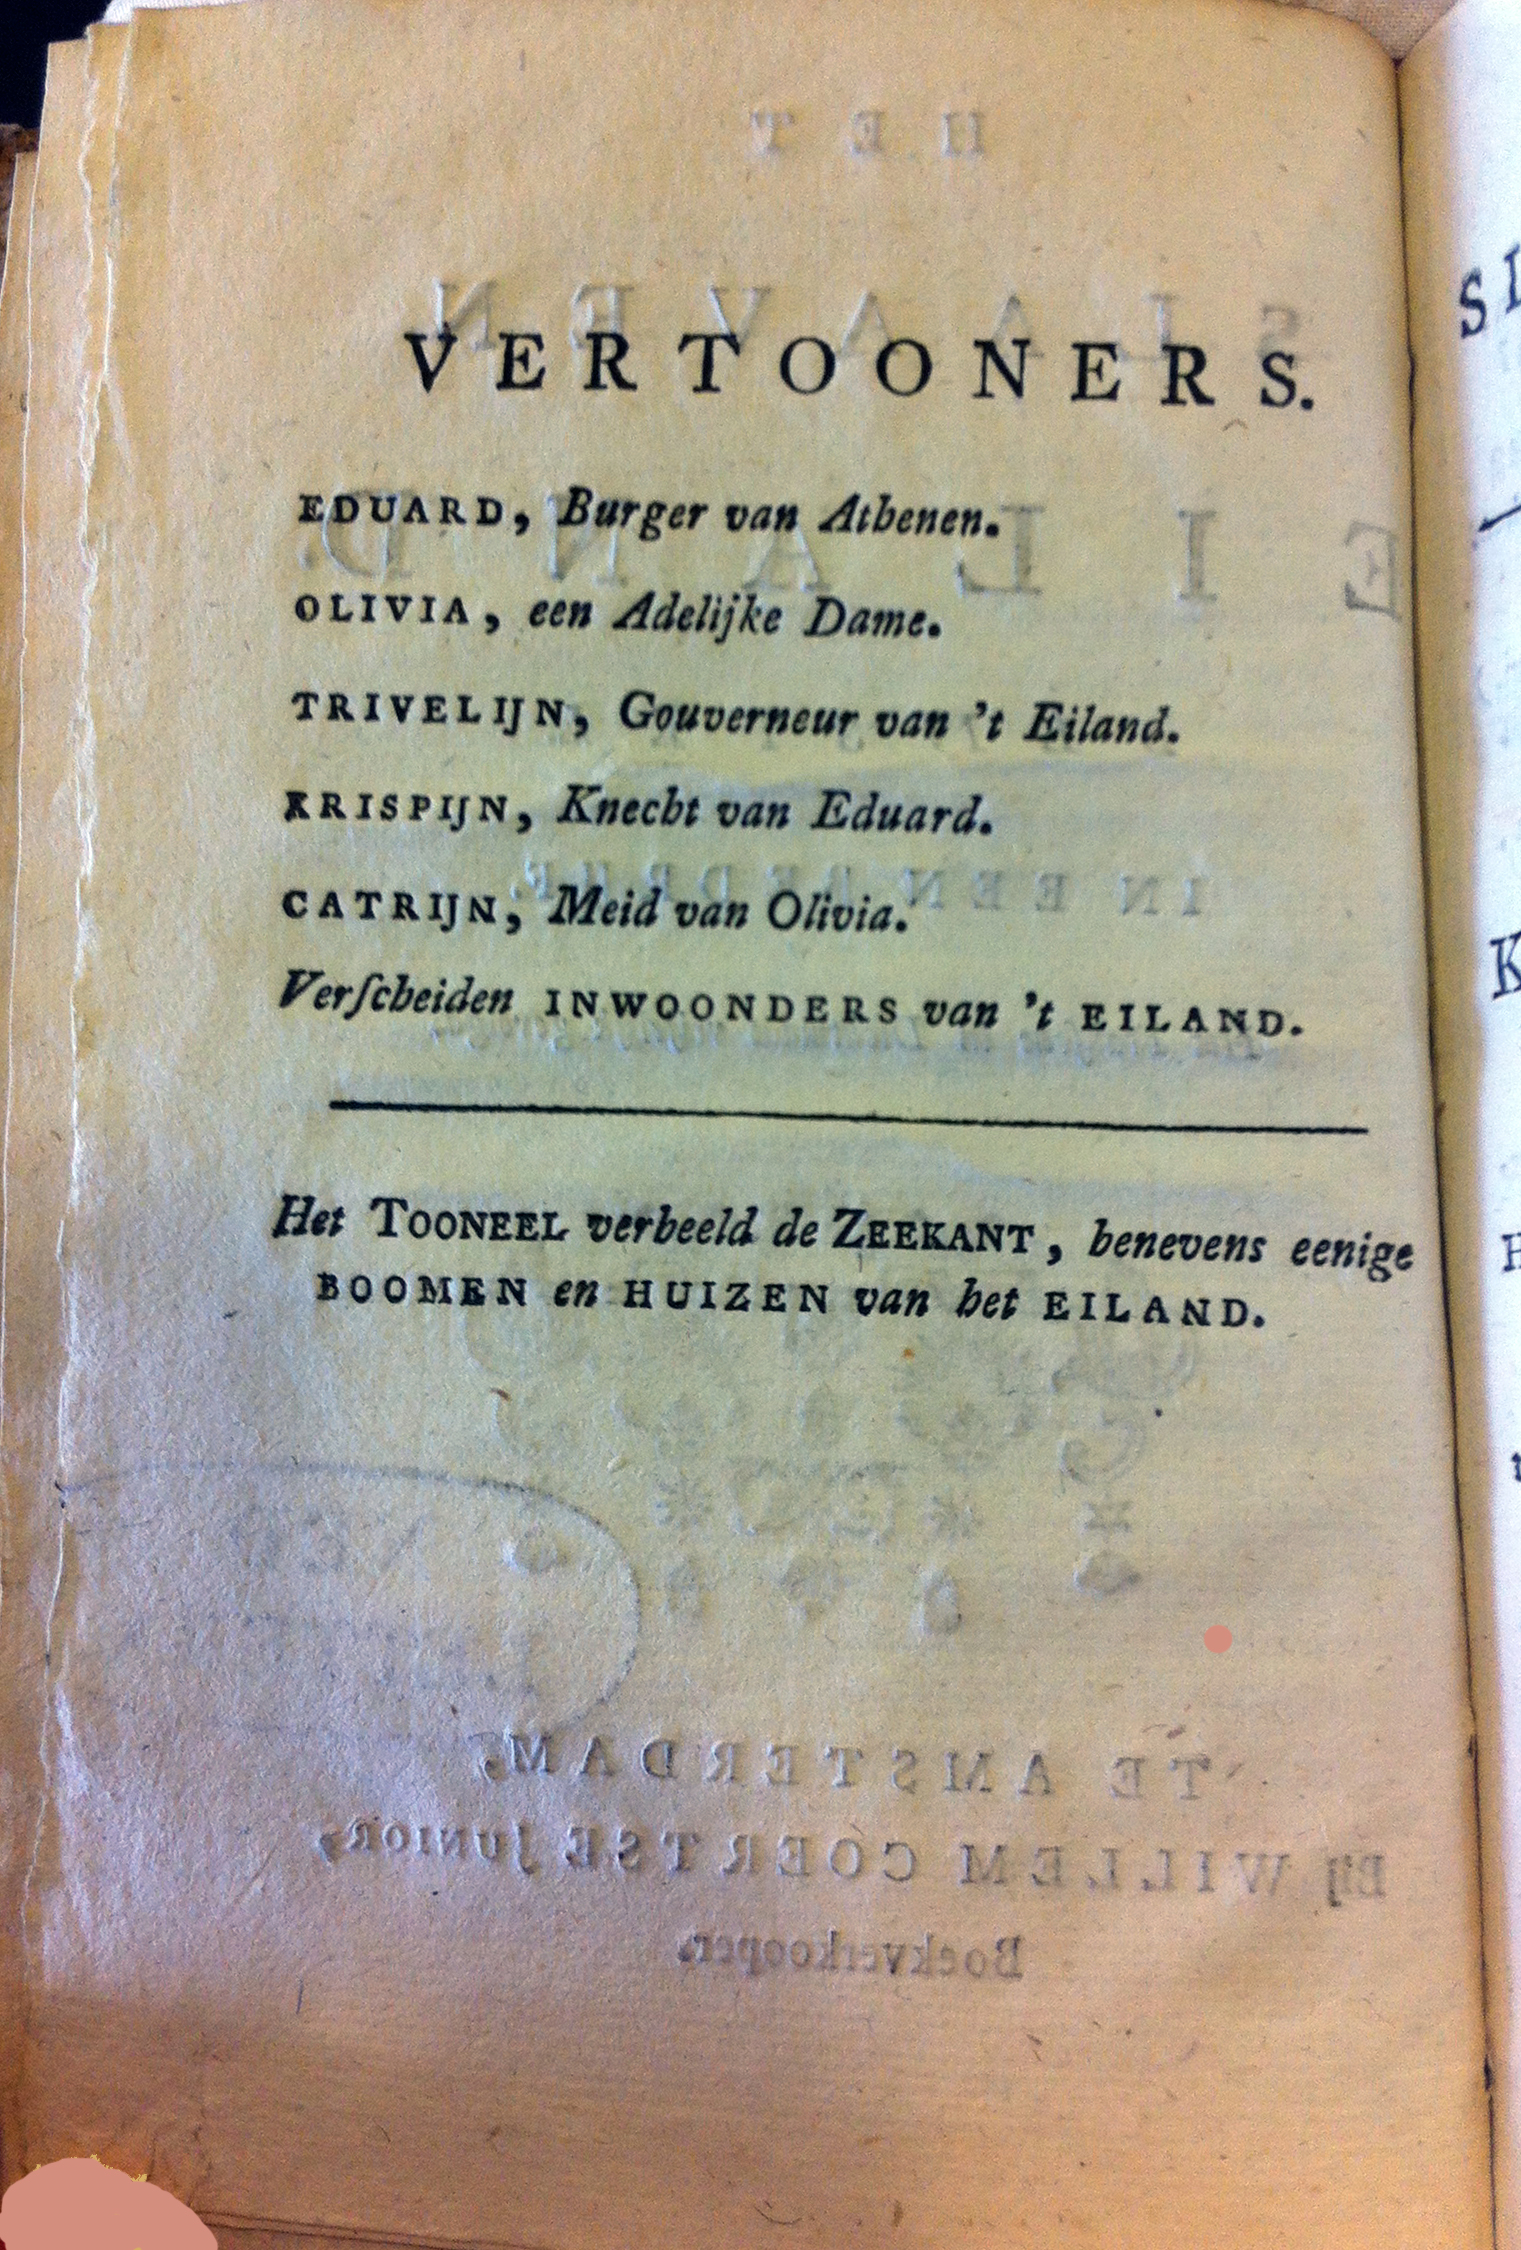 VERTOONERS.
EDUARD, Burger van Athenen.
OLIVIA, een Adelijke Dame.
TRIVELIJN, Gouverneur van 't Eiland.
KRISPIJN, Knecht van Eduard.
CATRIJN, Meid van Olivia.
Verſcheiden INWOONDERS van 't EILAND.
Het TOONEEL verbeeld de ZEEKANT, benevens eenige
BOOMEN en HUIZEN van het EILAND.